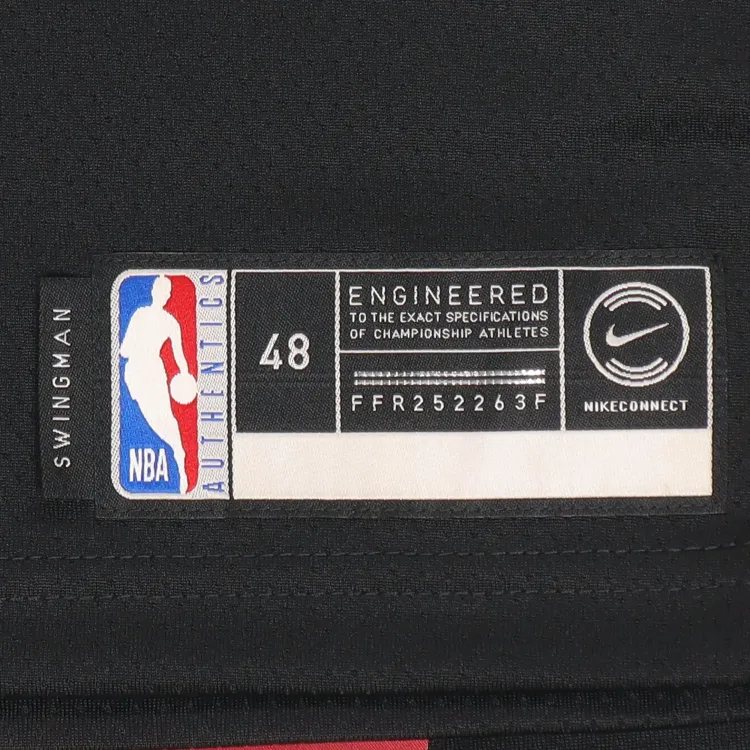 SWINGMAN
NBA
AUTHENTICS
48
ENGINEERED
TO THE EXACT SPECIFICATIONS
OF CHAMPIONSHIP ATHLETES
FFR252263F
NIKECONNECT